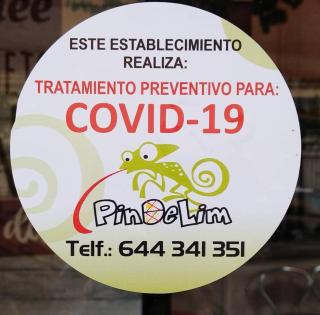 ESTE ESTABLECIMIENTO
REALIZA:
TRATAMIENTO PREVENTIVO PARA:
COVID-19
PinDeLim
Telf.: 644 341 351